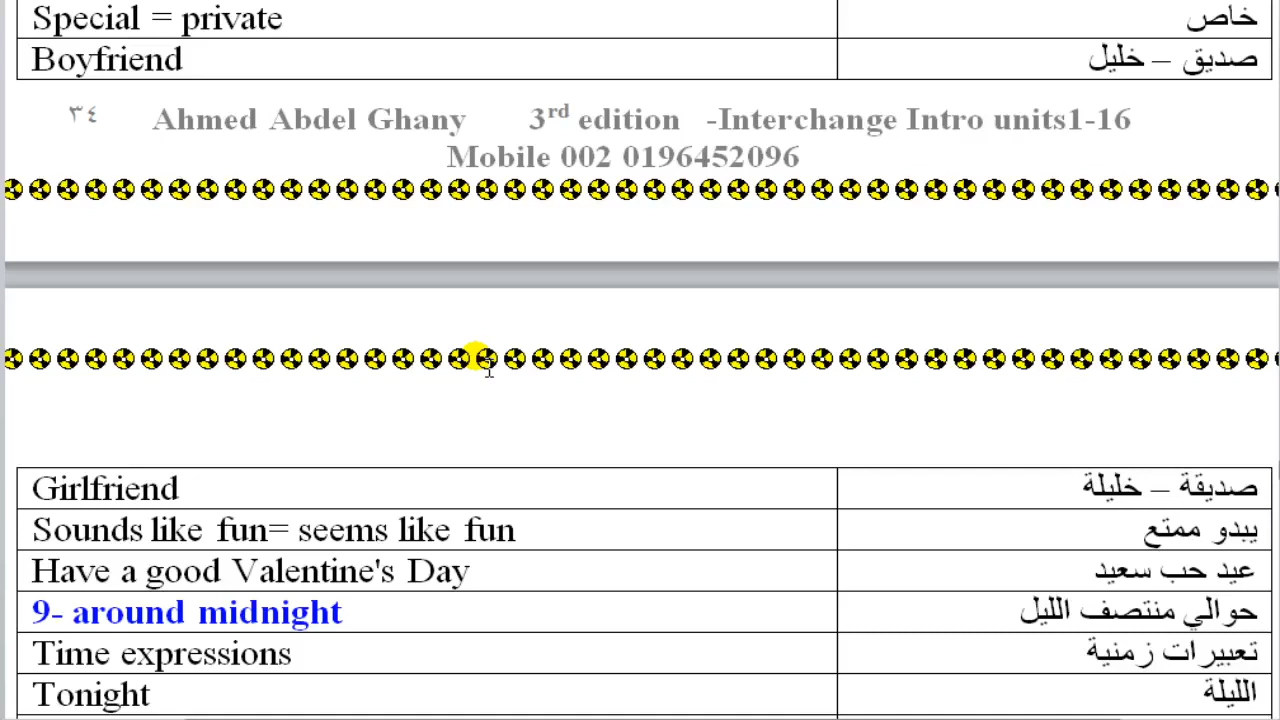 Special = private خاص
Boyfriend صديق – خليل
٣٤ Ahmed Abdel Ghany 3rd edition -Interchange Intro units1-16
Mobile 002 0196452096
Girlfriend صديقة – خليلة
Sounds like fun= seems like fun يبدو ممتع
Have a good Valentine's Day عيد حب سعيد
9- around midnight حوالي منتصف الليل
Time expressions تعبيرات زمنية
Tonight الليلة